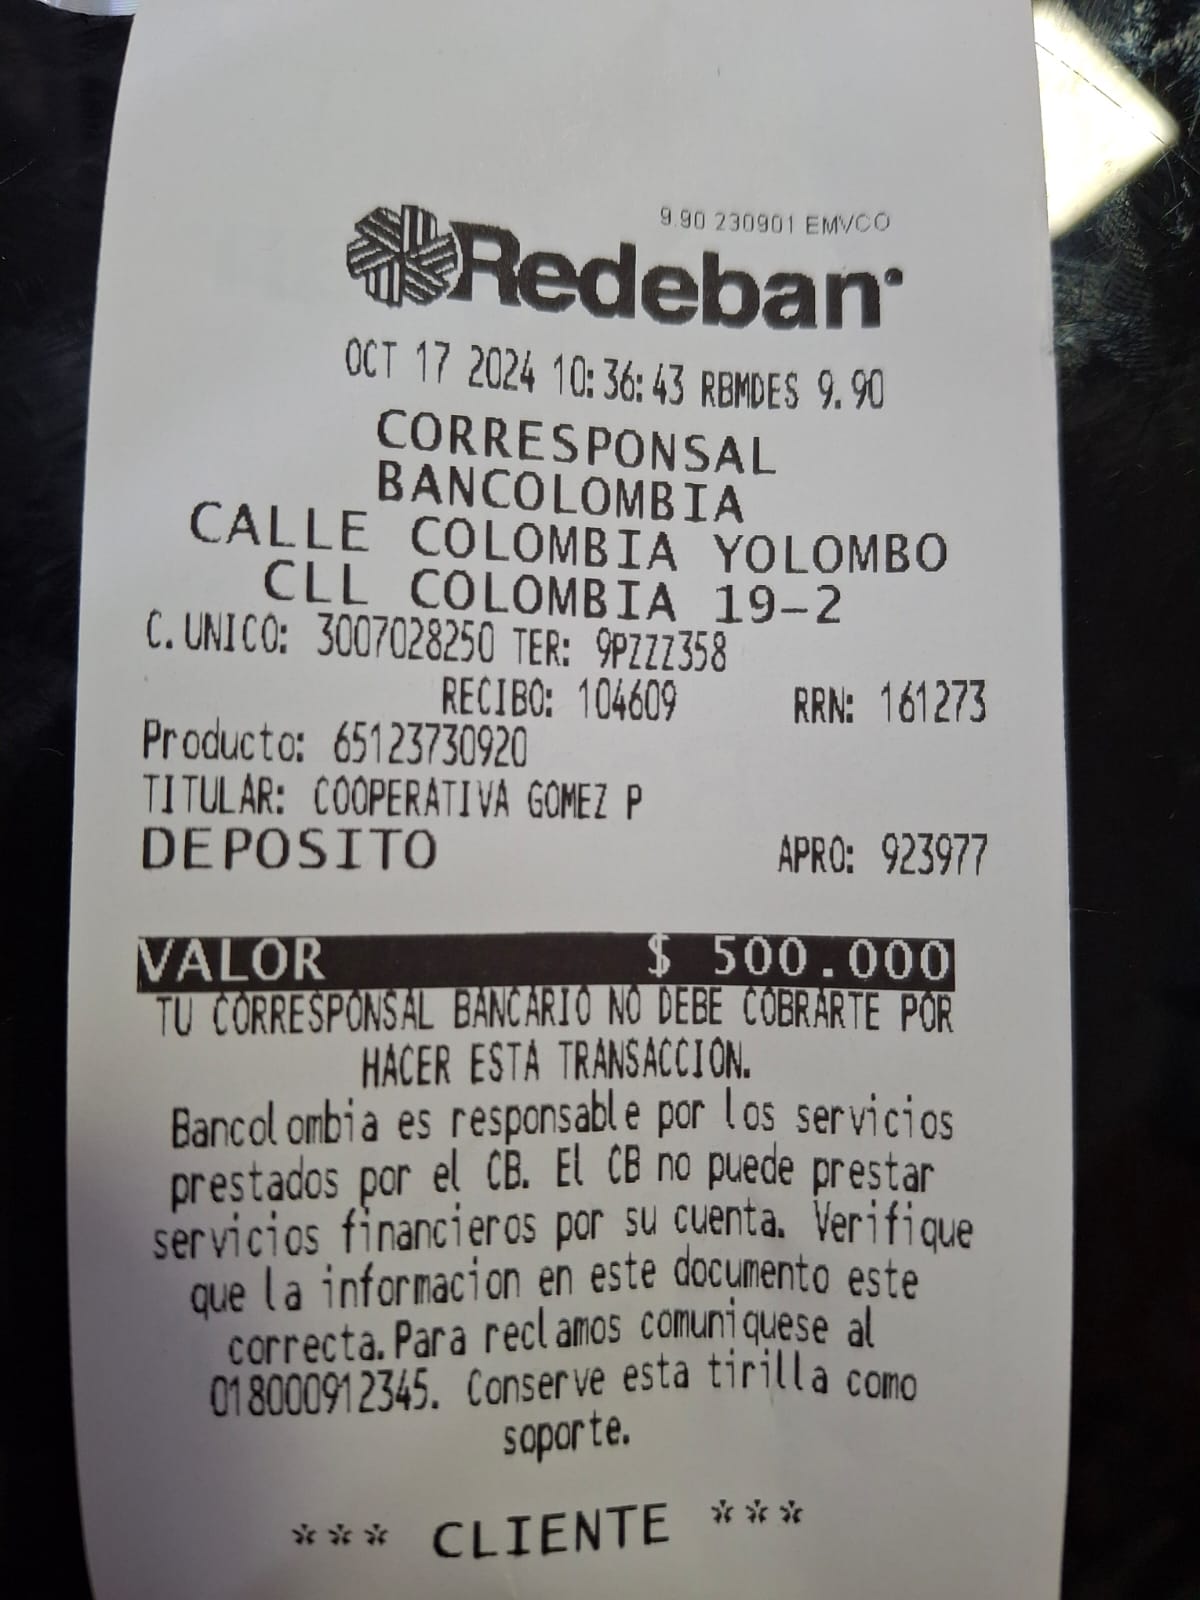 9.90 230901 EMVCO
Redeban
OCT 17 2024 10:36:43 RBMDES 9.90
CORRESPONSAL
BANCOLOMBIA
CALLE COLOMBIA YOLOMBO
CLL COLOMBIA 19-2
C.UNICO: 3007028250 TER: 9PZZZ358
RECIBO: 104609 RRN: 161273
Producto: 65123730920
TITULAR: COOPERATIVA GOMEZ P
DEPOSITO APRO: 923977
VALOR $ 500.000
TU CORRESPONSAL BANCARIO NO DEBE COBRARTE POR
HACER ESTA TRANSACCION.
Bancolombia es responsable por los servicios
prestados por el CB. El CB no puede prestar
servicios financieros por su cuenta. Verifique
que la informacion en este documento este
correcta.Para reclamos comuniquese al
018000912345. Conserve esta tirilla como
soporte.
*** CLIENTE ***